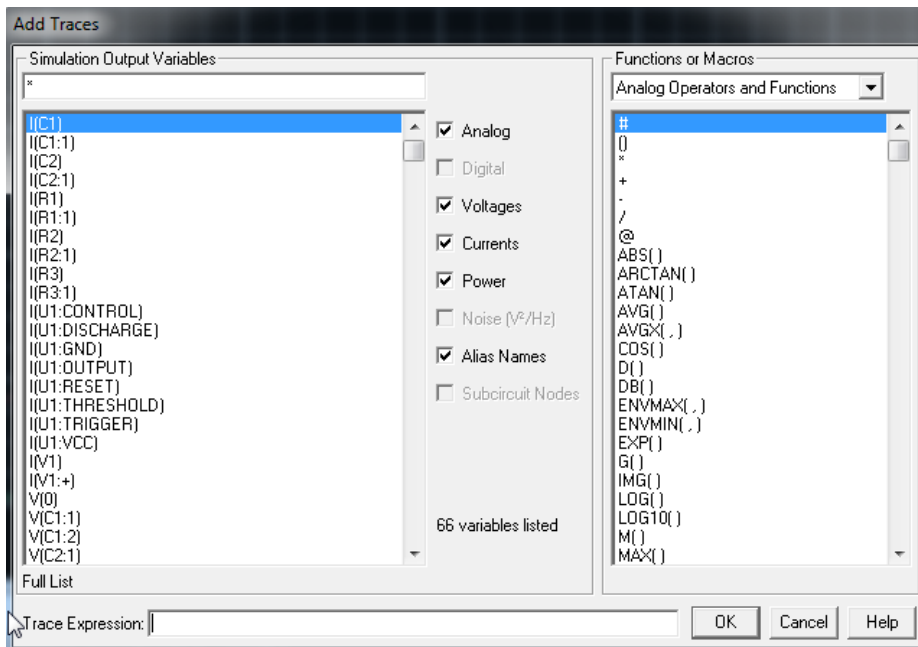 Add Traces
Simulation Output Variables
*
I(C1)
I(C1:1)
I(C2)
I(C2:1)
I(R1)
I(R1:1)
I(R2)
I(R2:1)
I(R3)
I(R3:1)
I(U1:CONTROL)
I(U1:DISCHARGE)
I(U1:GND)
I(U1:OUTPUT)
I(U1:RESET)
I(U1:THRESHOLD)
I(U1:TRIGGER)
I(U1:VCC)
I(V1)
I(V1:+)
V(0)
V(C1:1)
V(C1:2)
V(C2:1)
Full List
Analog
Digital
Voltages
Currents
Power
Noise (V²/Hz)
Alias Names
Subcircuit Nodes
66 variables listed
Functions or Macros
Analog Operators and Functions
#
()
*
+
-
/
@
ABS( )
ARCTAN( )
ATAN( )
AVG( )
AVGX( , )
COS( )
D( )
DB( )
ENVMAX( , )
ENVMIN( , )
EXP( )
G( )
IMG( )
LOG( )
LOG10( )
M( )
MAX( )
Trace Expression:
OK
Cancel
Help